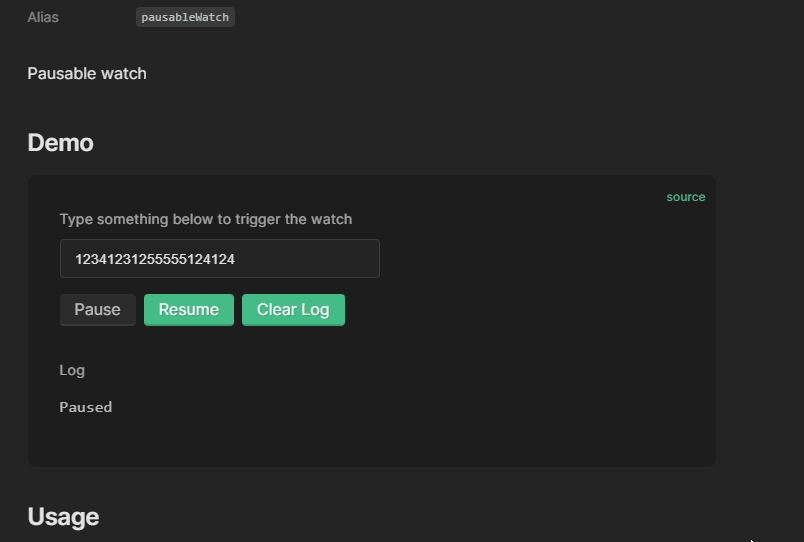 Alias pausableWatch
Pausable watch
Demo
source
Type something below to trigger the watch
12341231255555124124
Pause Resume Clear Log
Log
Paused
Usage